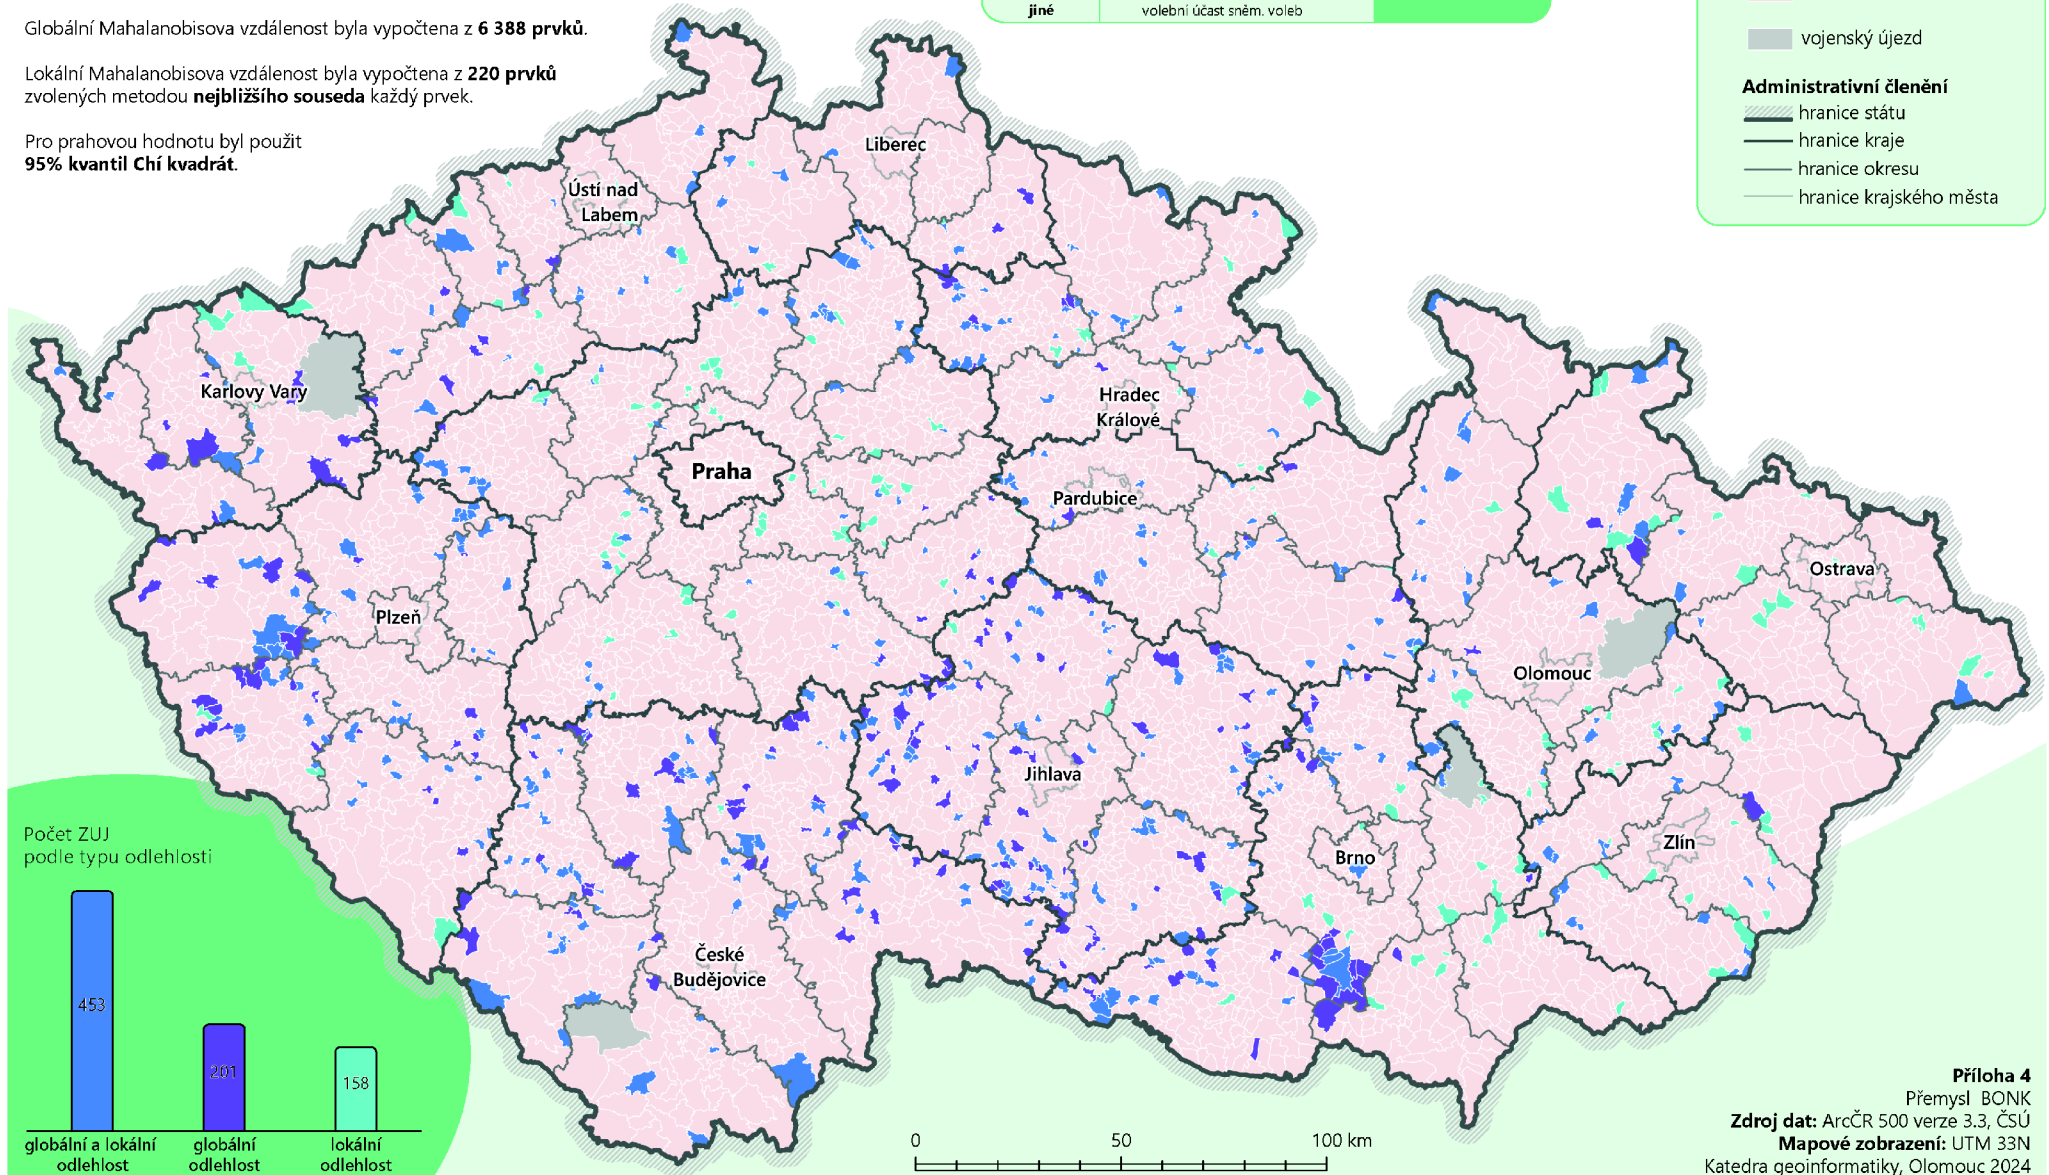 Globální Mahalanobisova vzdálenost byla vypočtena z 6 388 prvků.
Lokální Mahalanobisova vzdálenost byla vypočtena z 220 prvků
zvolených metodou nejbližšího souseda každý prvek.
Pro prahovou hodnotu byl použit
95% kvantil Chí kvadrát.
jiné
volební účast sněm. voleb
vojenský újezd
Administrativní členění
hranice státu
hranice kraje
hranice okresu
hranice krajského města
Liberec
Ústí nad
Labem
Karlovy Vary
Hradec
Králové
Praha
Pardubice
Ostrava
Plzeň
Olomouc
Jihlava
Brno
Zlín
České
Budějovice
Počet ZUJ
podle typu odlehlosti
453
201
158
globální a lokální
odlehlost
globální
odlehlost
lokální
odlehlost
0 50 100 km
Příloha 4
Přemysl BONK
Zdroj dat: ArcČR 500 verze 3.3, ČSÚ
Mapové zobrazení: UTM 33N
Katedra geoinformatiky, Olomouc 2024